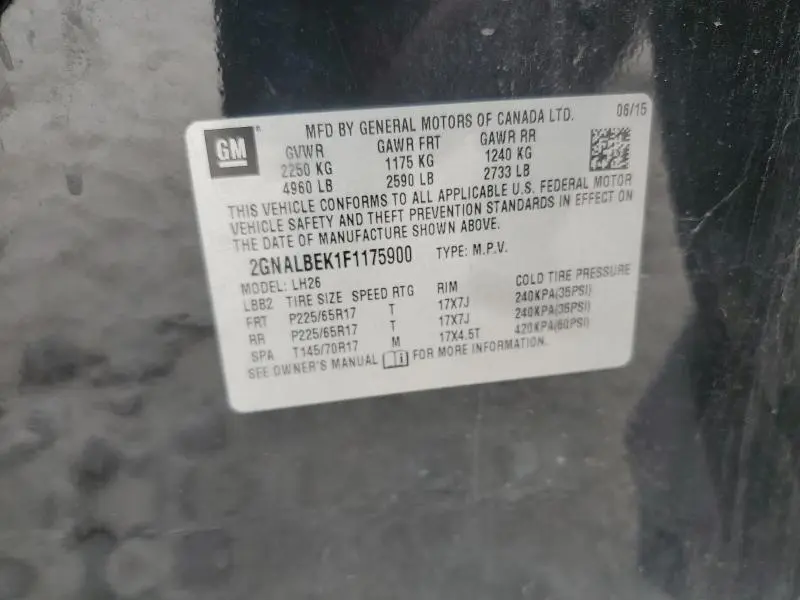 06/15
GM
MFD BY GENERAL MOTORS OF CANADA LTD.
GVWR GAWR FRT GAWR RR
2250 KG 1175 KG 1240 KG
4960 LB 2590 LB 2733 LB
THIS VEHICLE CONFORMS TO ALL APPLICABLE U.S. FEDERAL MOTOR
VEHICLE SAFETY AND THEFT PREVENTION STANDARDS IN EFFECT ON
THE DATE OF MANUFACTURE SHOWN ABOVE.
2GNALBEK1F1175900 TYPE: M.P.V.
MODEL: LH26
LBB2 TIRE SIZE SPEED RTG RIM COLD TIRE PRESSURE
FRT P225/65R17 T 17X7J 240KPA(35PSI)
RR P225/65R17 T 17X7J 240KPA(35PSI)
SPA T145/70R17 M 17X4.5T 420KPA(60PSI)
SEE OWNER'S MANUAL FOR MORE INFORMATION.